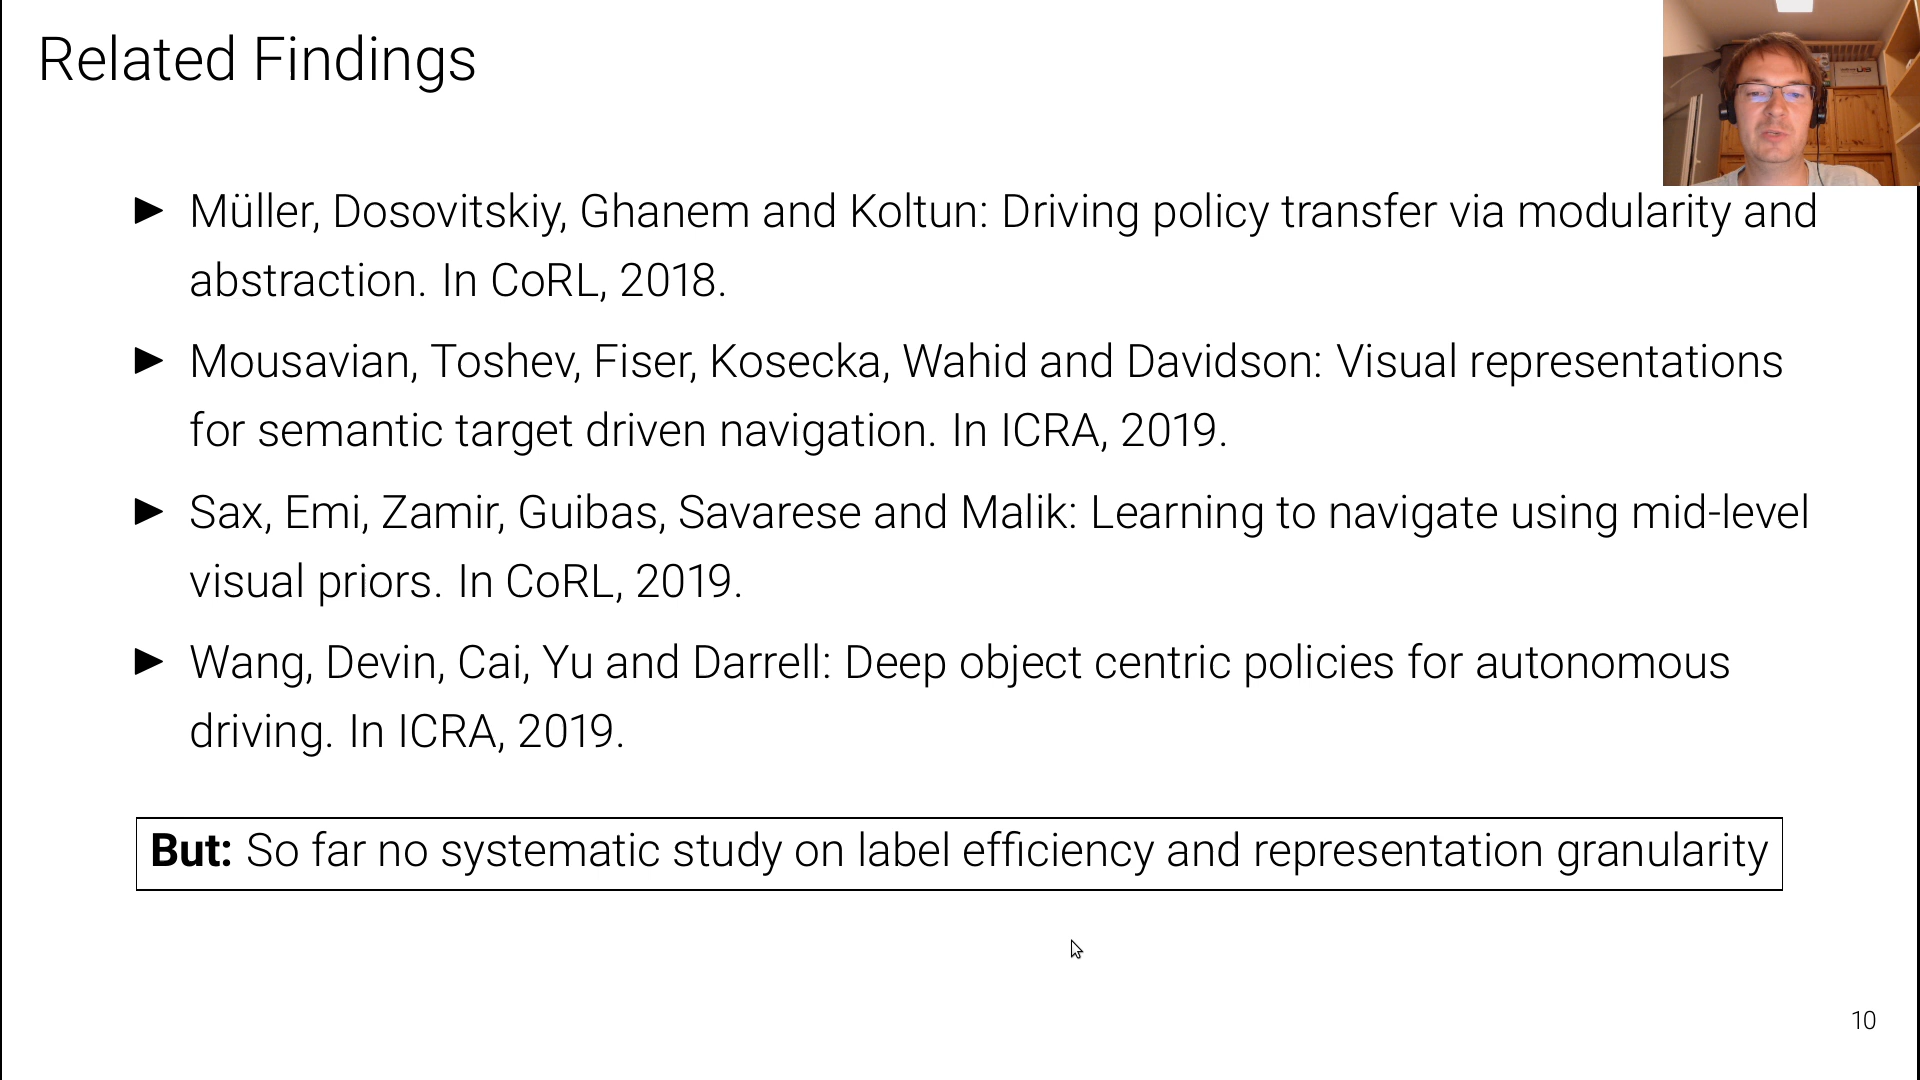 Related Findings
► Müller, Dosovitskiy, Ghanem and Koltun: Driving policy transfer via modularity and
abstraction. In CoRL, 2018.
► Mousavian, Toshev, Fiser, Kosecka, Wahid and Davidson: Visual representations
for semantic target driven navigation. In ICRA, 2019.
► Sax, Emi, Zamir, Guibas, Savarese and Malik: Learning to navigate using mid-level
visual priors. In CoRL, 2019.
► Wang, Devin, Cai, Yu and Darrell: Deep object centric policies for autonomous
driving. In ICRA, 2019.
But: So far no systematic study on label efficiency and representation granularity
10